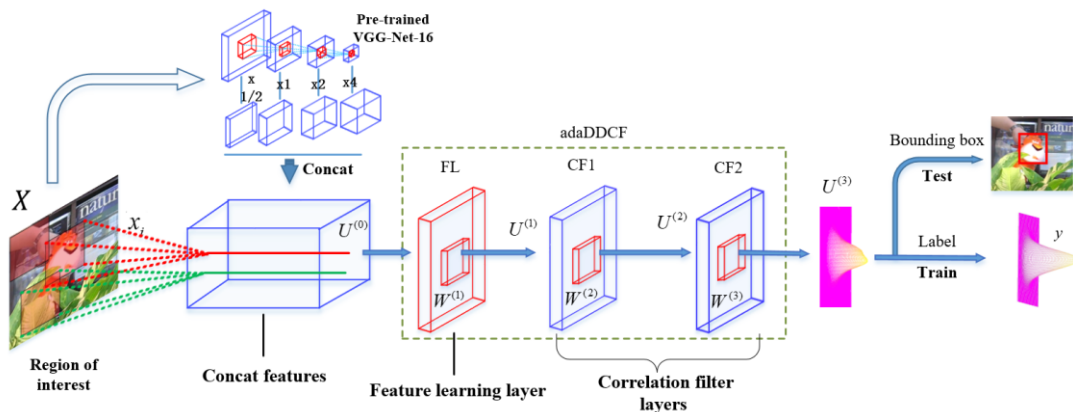 Pre-trained
VGG-Net-16
x
1/2
x1
x2
x4
Concat
adaDDCF
FL
CF1
CF2
X
x_i
U^(0)
U^(1)
U^(2)
U^(3)
W^(1)
W^(2)
W^(3)
Bounding box
Test
Label
Train
y
natur
natur
Region of
interest
Concat features
Feature learning layer
Correlation filter
layers